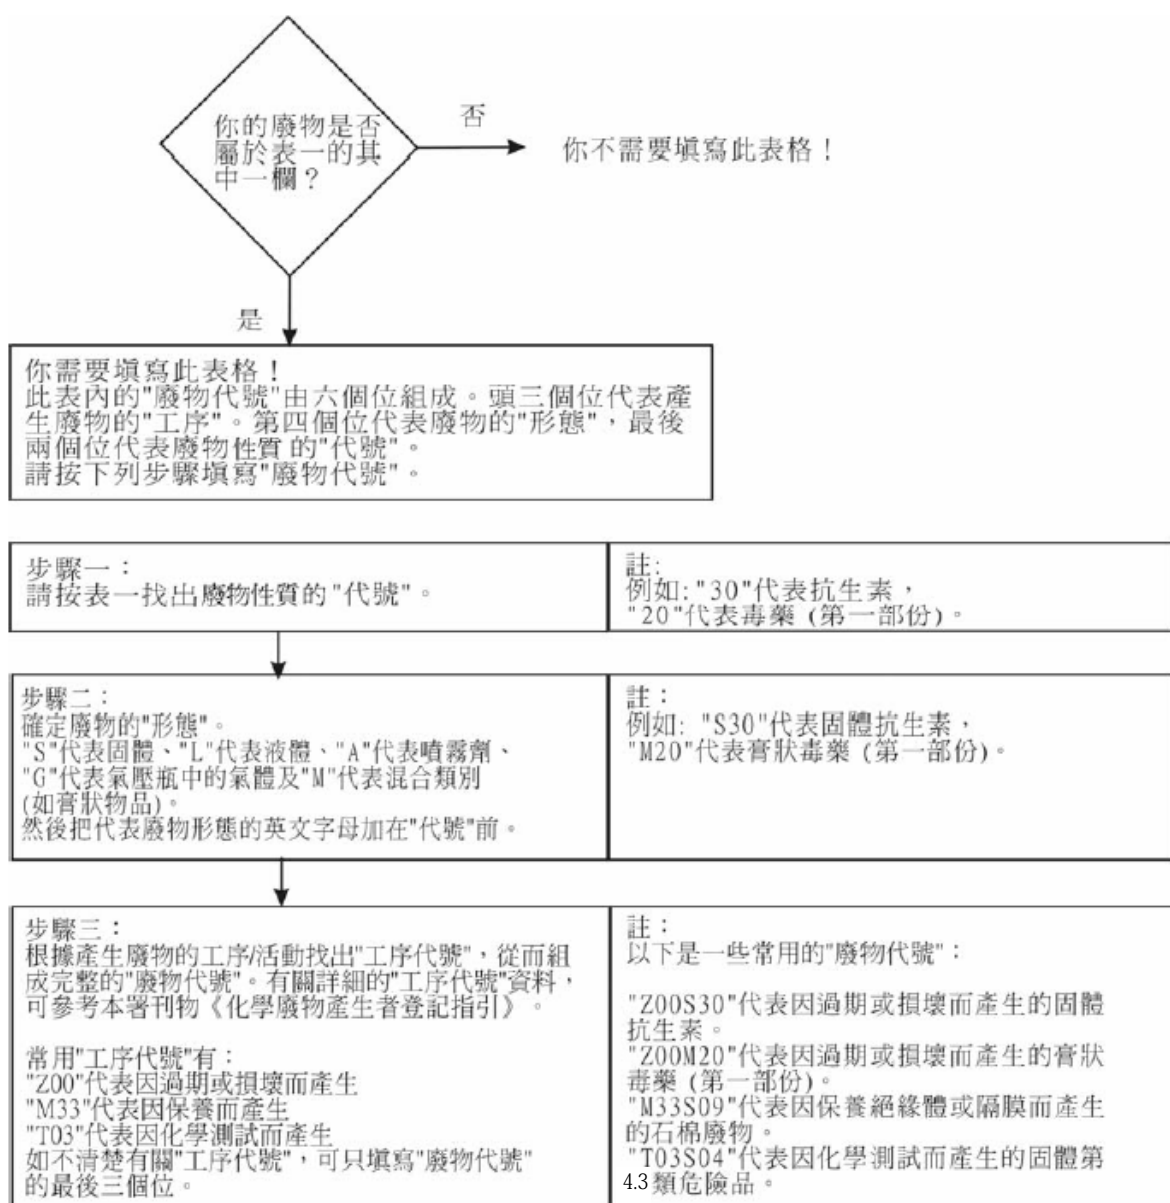 你的廢物是否
屬於表一的其
中一欄？
否
你不需要填寫此表格！
是
你需要填寫此表格！
此表內的"廢物代號"由六個位組成。頭三個位代表產
生廢物的"工序"。第四個位代表廢物的"形態"，最後
兩個位代表廢物性質的"代號"。
請按下列步驟填寫"廢物代號"。
步驟一：
請按表一找出廢物性質的"代號"。
註:
例如:"30"代表抗生素，
"20"代表毒藥 (第一部份)。
步驟二：
確定廢物的"形態"。
"S"代表固體、"L"代表液體、"A"代表噴霧劑、
"G"代表氣壓瓶中的氣體及"M"代表混合類別
(如膏狀物品)。
然後把代表廢物形態的英文字母加在"代號"前。
註：
例如: "S30"代表固體抗生素，
"M20"代表膏狀毒藥 (第一部份)。
步驟三：
根據產生廢物的工序/活動找出"工序代號"，從而組
成完整的"廢物代號"。有關詳細的"工序代號"資料，
可參考本署刊物《化學廢物產生者登記指引》。
常用"工序代號"有：
"Z00"代表因過期或損壞而產生
"M33"代表因保養而產生
"T03"代表因化學測試而產生
如不清楚有關"工序代號"，可只填寫"廢物代號"
的最後三個位。
註：
以下是一些常用的"廢物代號"：
"Z00S30"代表因過期或損壞而產生的固體
抗生素。
"Z00M20"代表因過期或損壞而產生的膏狀
毒藥 (第一部份)。
"M33S09"代表因保養絕緣體或隔膜而產生
的石棉廢物。
"T03S04"代表因化學測試而產生的固體第
4.3類危險品。